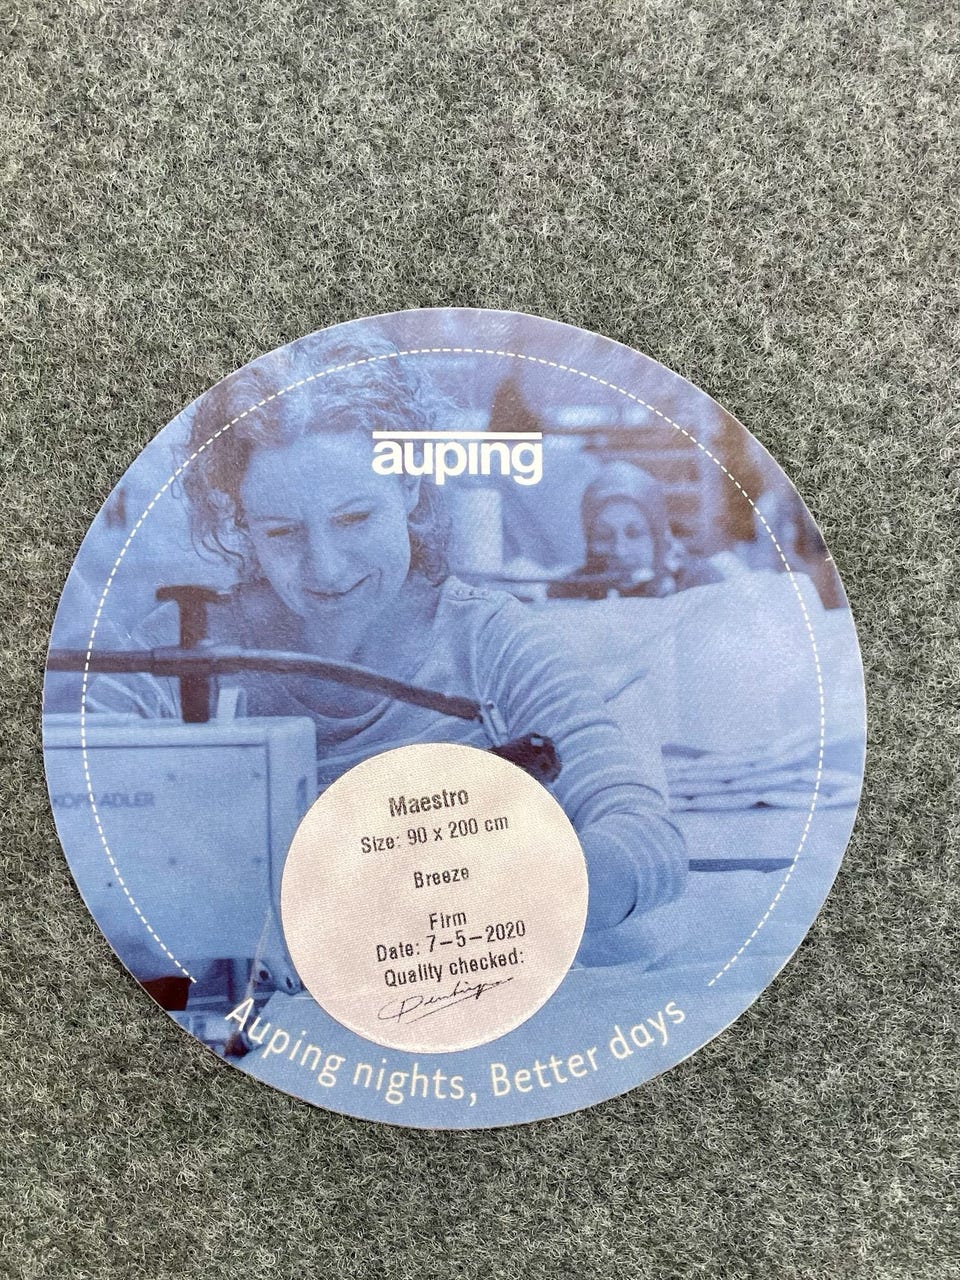 auping
KOPP ADLER
Maestro
Size: 90 x 200 cm
Breeze
Firm
Date: 7-5-2020
Quality checked:
Auping nights, Better days